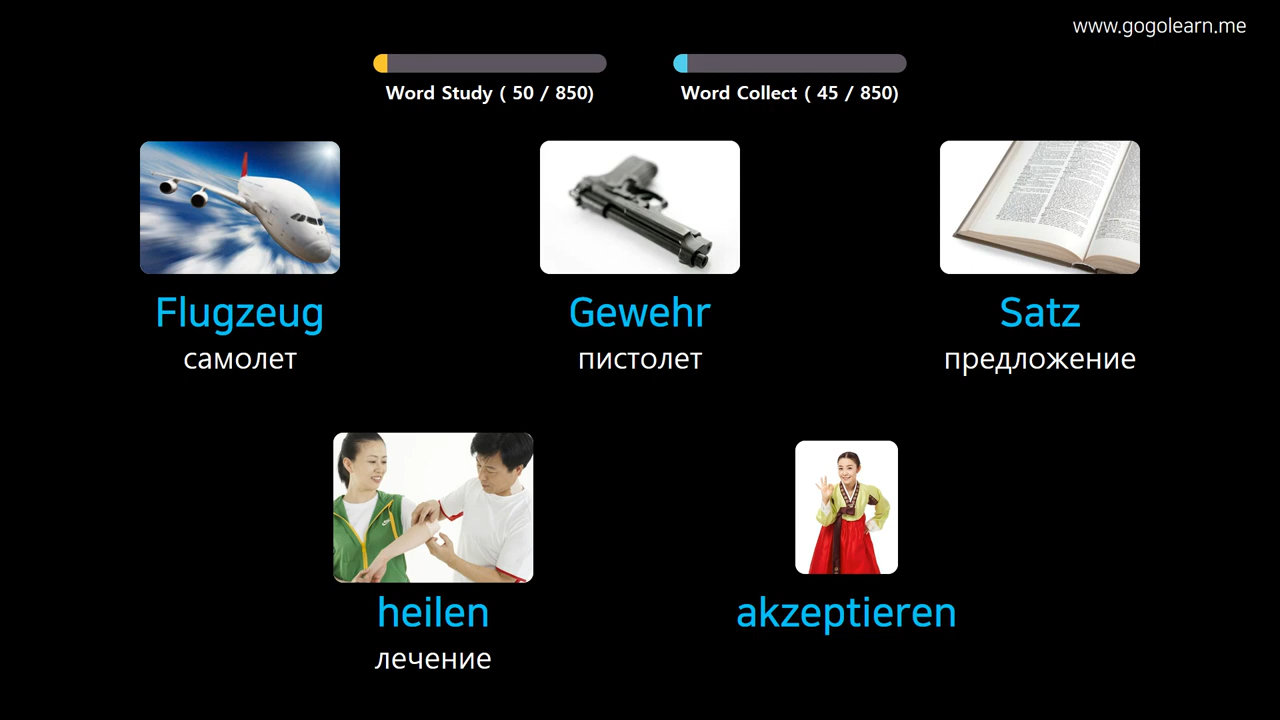 www.gogolearn.me
Word Study ( 50 / 850)
Word Collect ( 45 / 850)
Flugzeug
самолет
Gewehr
пистолет
Satz
предложение
heilen
лечение
akzeptieren